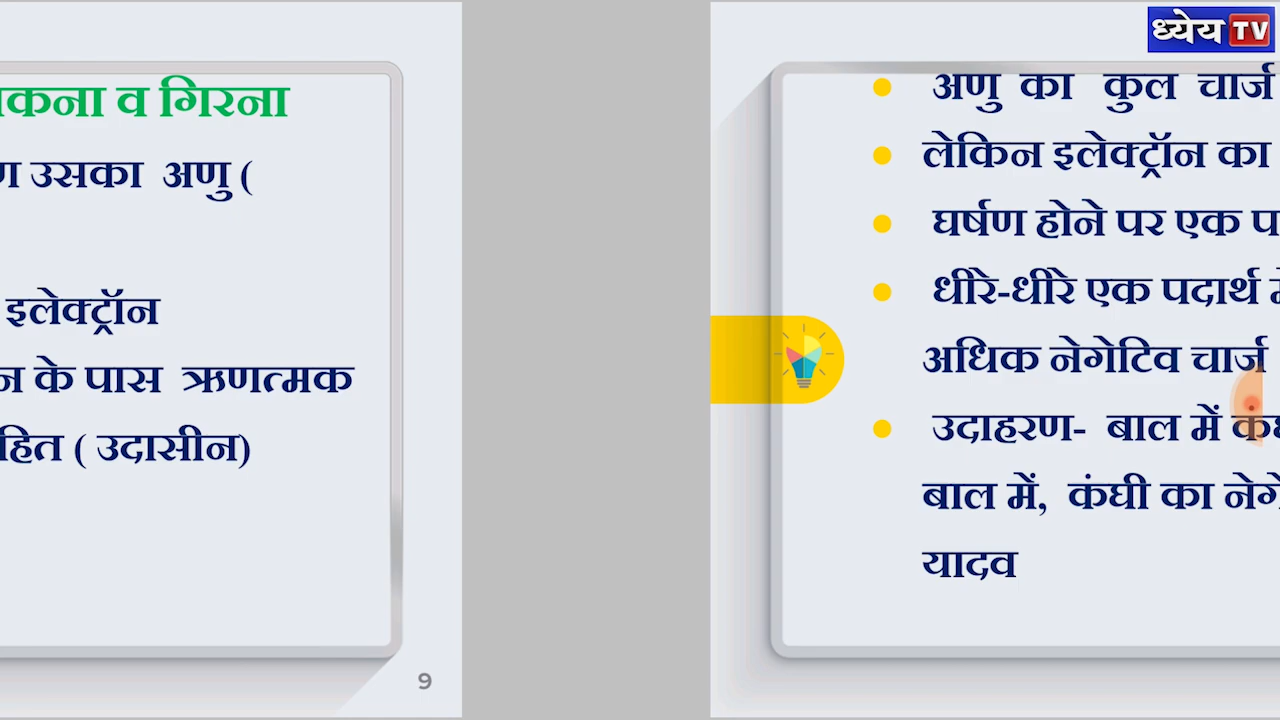 ध्येय TV
कना व गिरना
ण उसका अणु (
इलेक्ट्रॉन
न के पास ऋणत्मक
हित ( उदासीन)
9
अणु का कुल चार्ज
लेकिन इलेक्ट्रॉन का
घर्षण होने पर एक प
धीरे-धीरे एक पदार्थ में
अधिक नेगेटिव चार्ज
उदाहरण- बाल में कंघ
बाल में, कंघी का नेगे
यादव